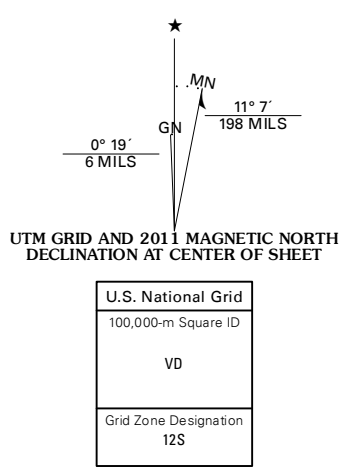 ★
MN
11° 7´
198 MILS
GN
0° 19´
6 MILS
UTM GRID AND 2011 MAGNETIC NORTH
DECLINATION AT CENTER OF SHEET
U.S. National Grid
100,000-m Square ID
VD
Grid Zone Designation
12S